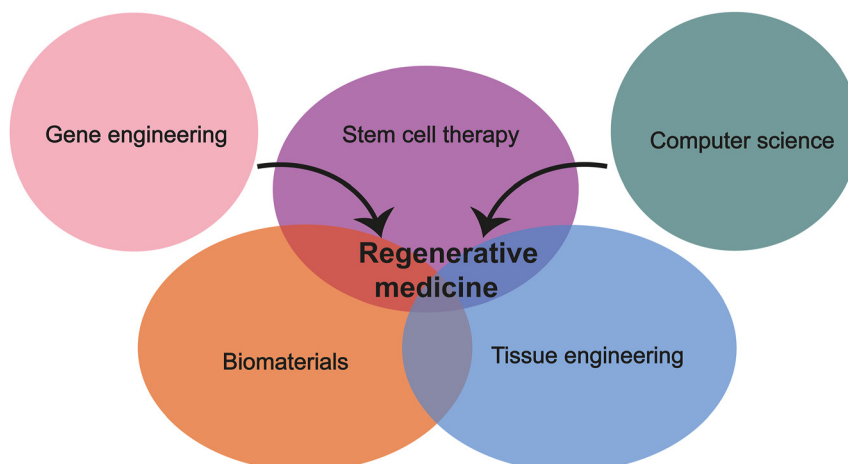 Gene engineering
Stem cell therapy
Computer science
Regenerative
medicine
Biomaterials
Tissue engineering